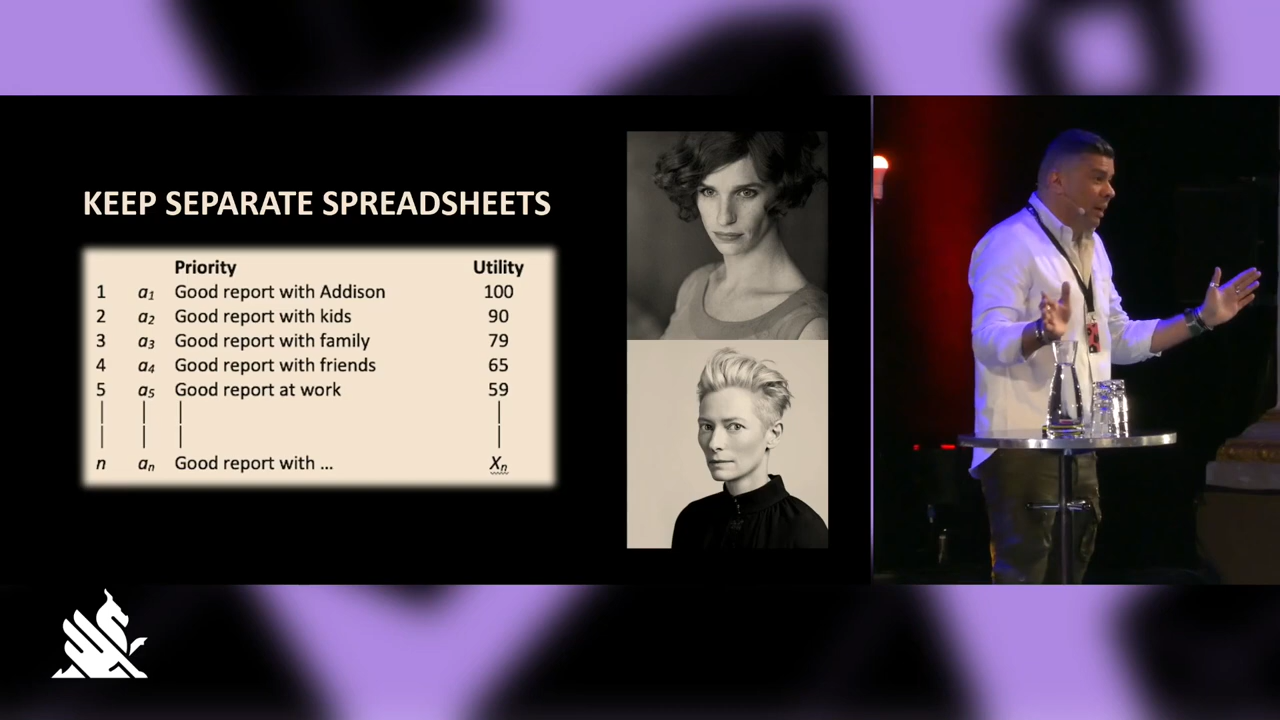 KEEP SEPARATE SPREADSHEETS
Priority Utility
1 a₁ Good report with Addison 100
2 a₂ Good report with kids 90
3 a₃ Good report with family 79
4 a₄ Good report with friends 65
5 a₅ Good report at work 59
n aₙ Good report with ... Xₙ